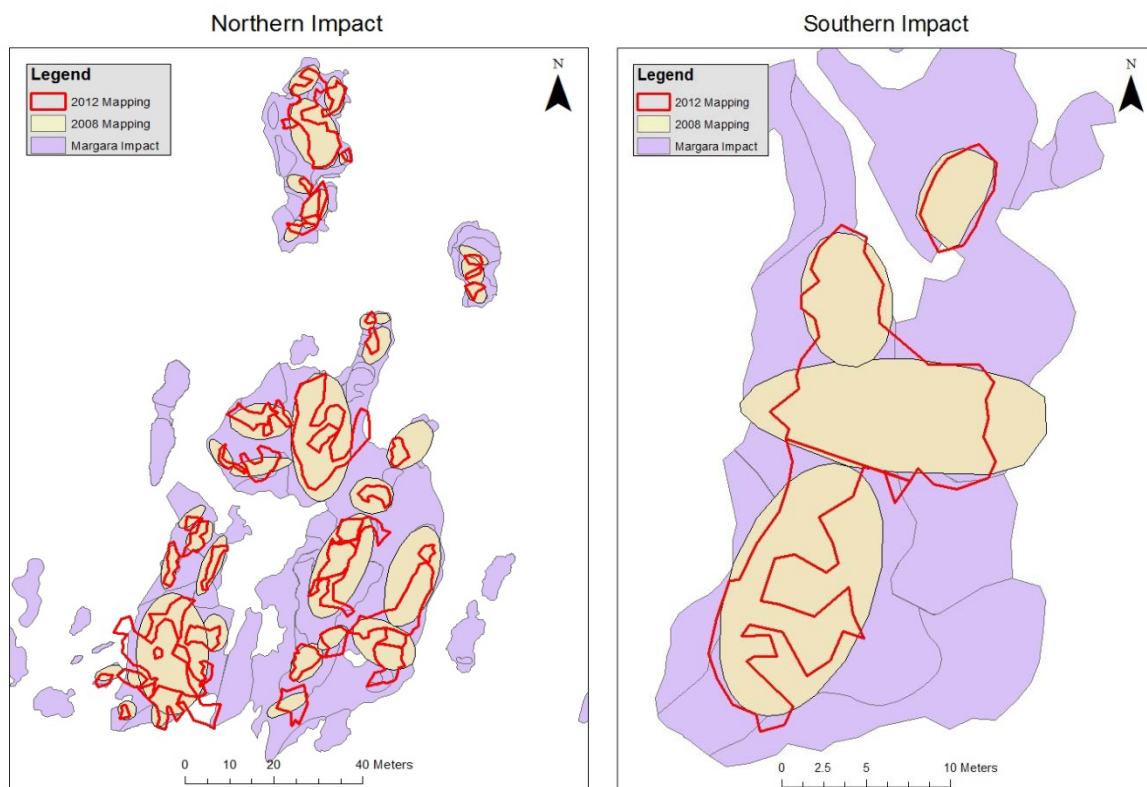 Northern Impact
Legend
2012 Mapping
2008 Mapping
Margara Impact
N
0 10 20 40 Meters
Southern Impact
Legend
2012 Mapping
2008 Mapping
Margara Impact
N
0 2.5 5 10 Meters